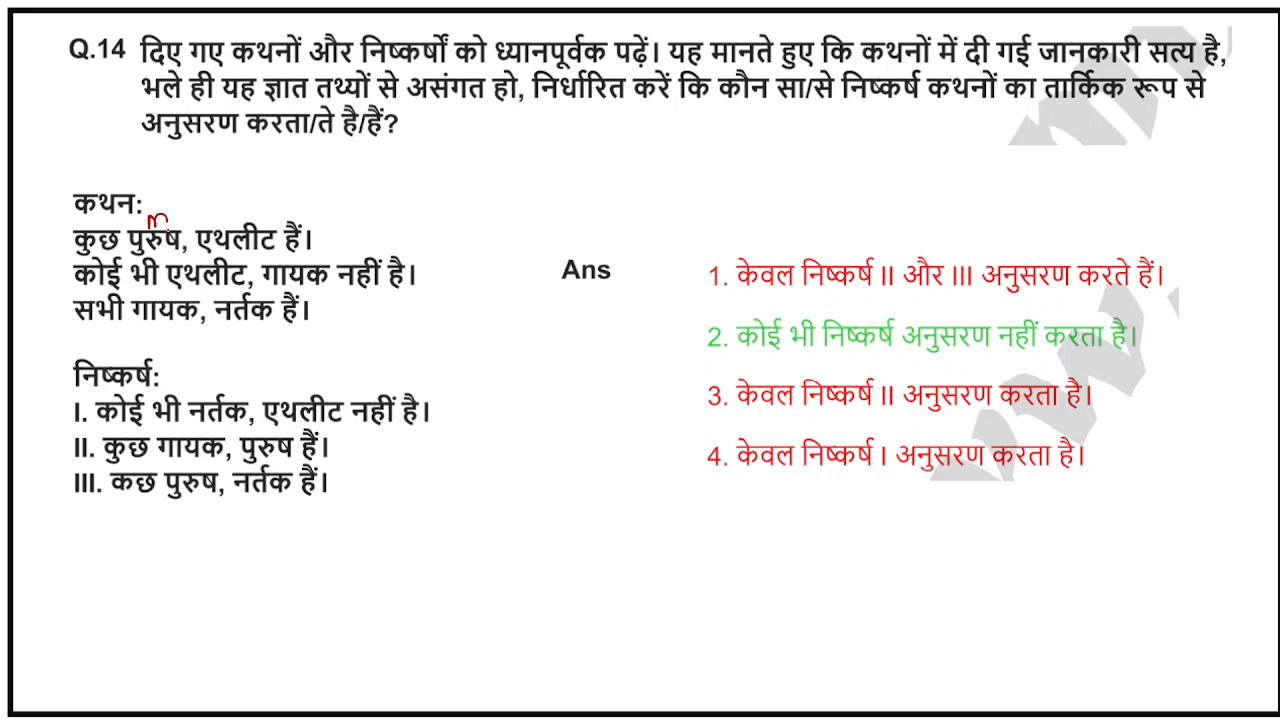 Q.14 दिए गए कथनों और निष्कर्षों को ध्यानपूर्वक पढ़ें। यह मानते हुए कि कथनों में दी गई जानकारी सत्य है,
भले ही यह ज्ञात तथ्यों से असंगत हो, निर्धारित करें कि कौन सा/से निष्कर्ष कथनों का तार्किक रूप से
अनुसरण करता/ते है/हैं?
कथन:
कुछ पुरुष, एथलीट हैं।
कोई भी एथलीट, गायक नहीं है।
सभी गायक, नर्तक हैं।
निष्कर्ष:
I. कोई भी नर्तक, एथलीट नहीं है।
II. कुछ गायक, पुरुष हैं।
III. कछ पुरुष, नर्तक हैं।
Ans
1. केवल निष्कर्ष II और III अनुसरण करते हैं।
2. कोई भी निष्कर्ष अनुसरण नहीं करता है।
3. केवल निष्कर्ष II अनुसरण करता है।
4. केवल निष्कर्ष I अनुसरण करता है।